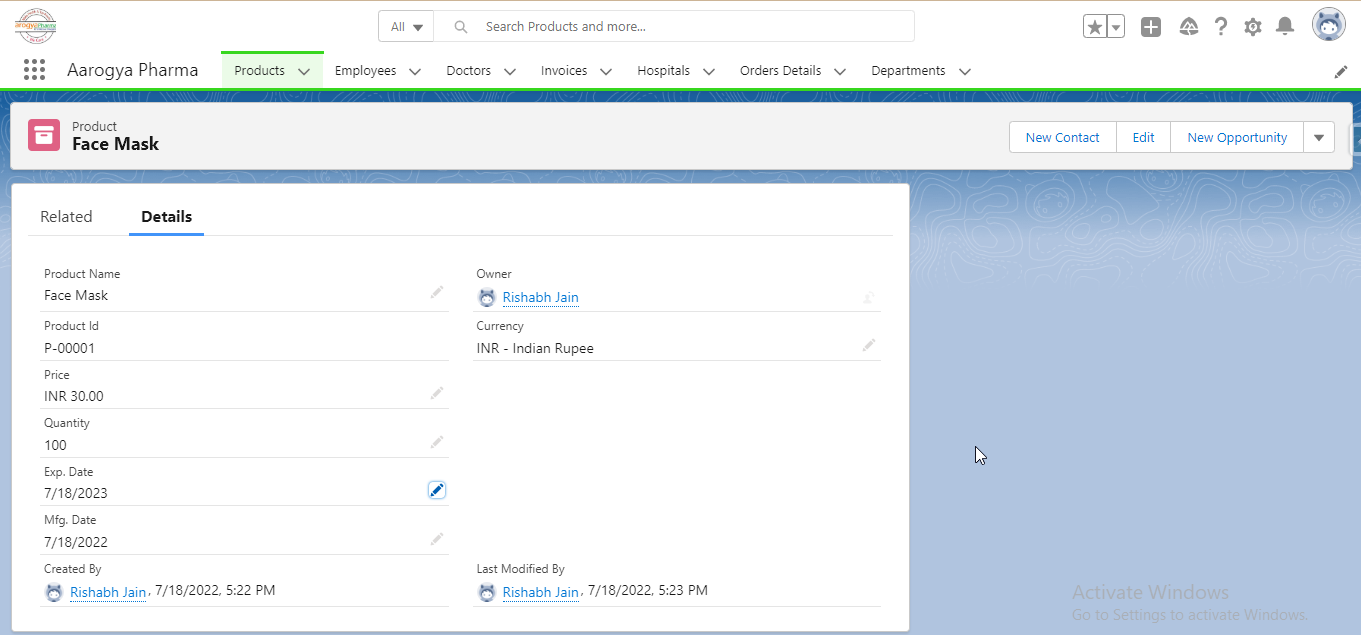 All
Search Products and more...
Aarogya Pharma
Products
Employees
Doctors
Invoices
Hospitals
Orders Details
Departments
Product
Face Mask
New Contact
Edit
New Opportunity
Related
Details
Product Name
Face Mask
Owner
Rishabh Jain
Product Id
P-00001
Currency
INR - Indian Rupee
Price
INR 30.00
Quantity
100
Exp. Date
7/18/2023
Mfg. Date
7/18/2022
Created By
Rishabh Jain, 7/18/2022, 5:22 PM
Last Modified By
Rishabh Jain, 7/18/2022, 5:23 PM
Activate Windows
Go to Settings to activate Windows.